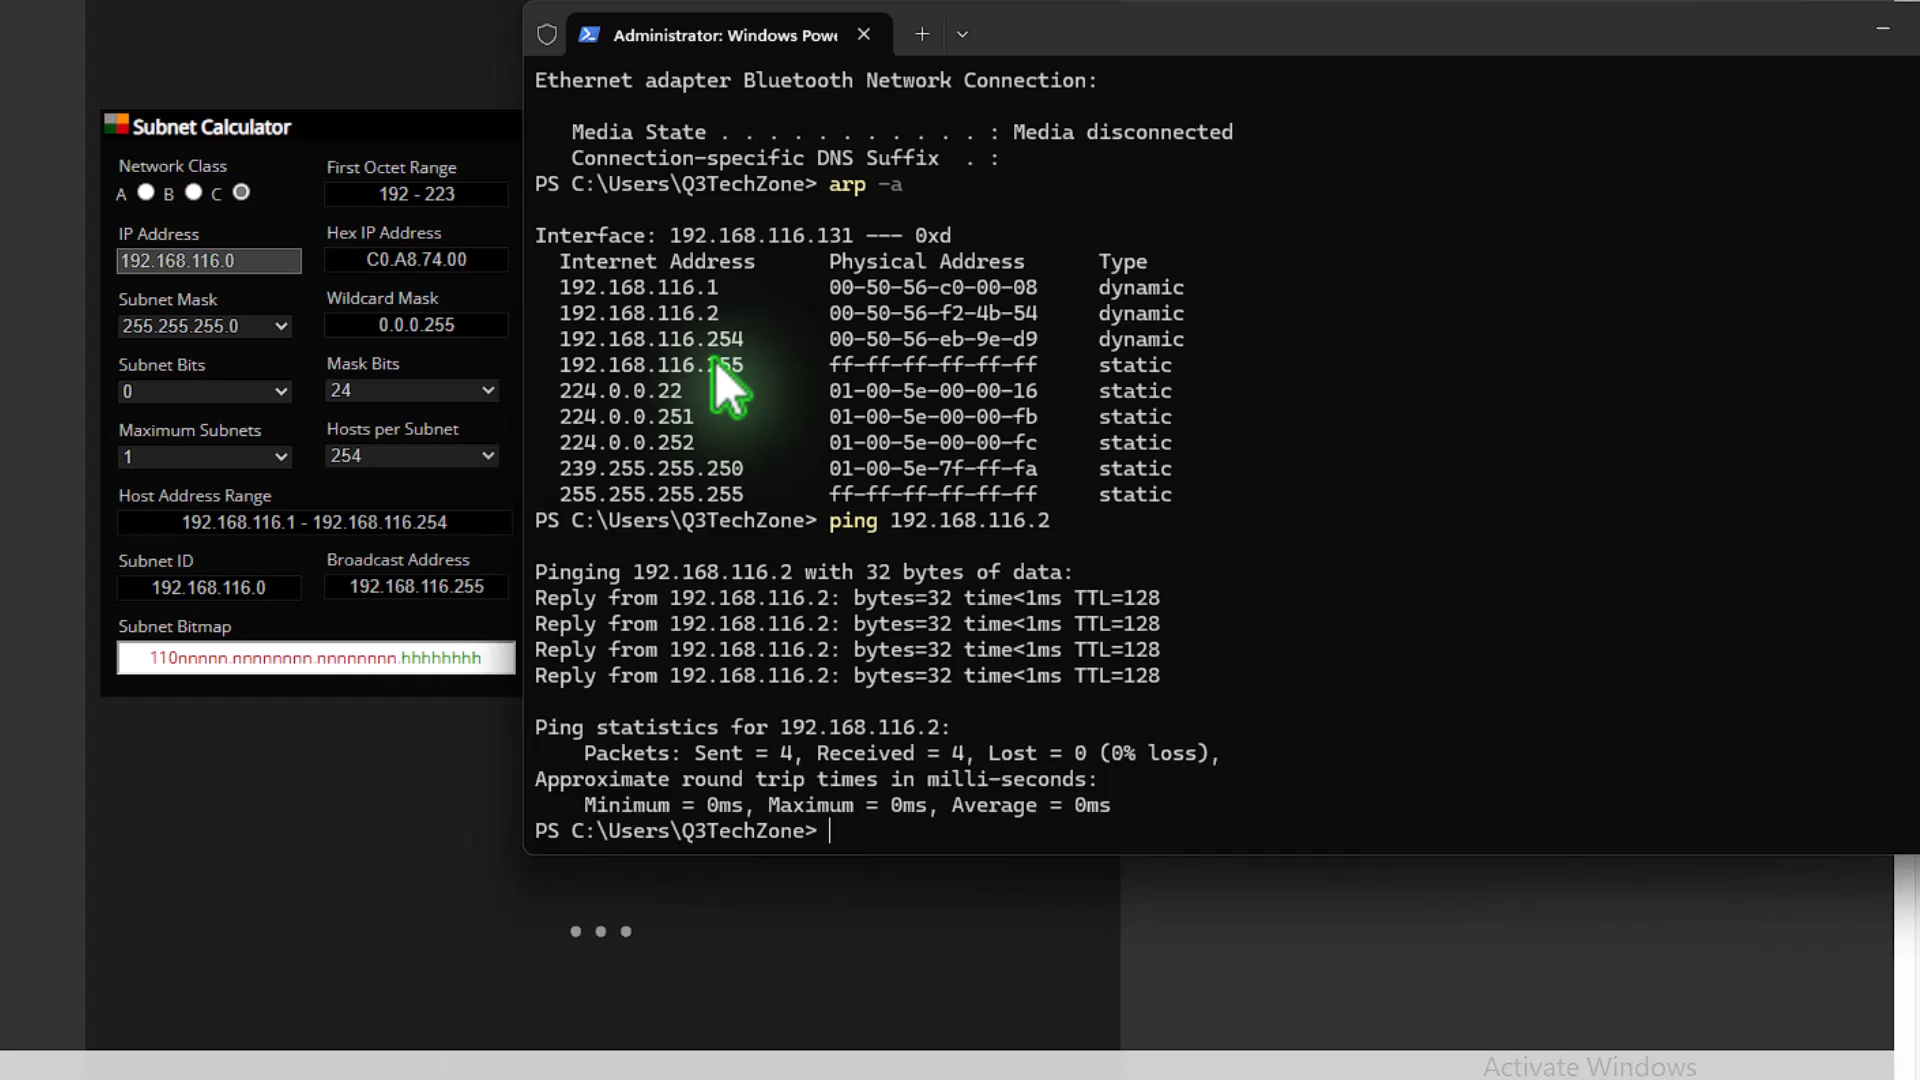 Subnet Calculator
Network Class
A B C
First Octet Range
192 - 223
IP Address
192.168.116.0
Hex IP Address
C0.A8.74.00
Subnet Mask
255.255.255.0
Wildcard Mask
0.0.0.255
Subnet Bits
0
Mask Bits
24
Maximum Subnets
1
Hosts per Subnet
254
Host Address Range
192.168.116.1 - 192.168.116.254
Subnet ID
192.168.116.0
Broadcast Address
192.168.116.255
Subnet Bitmap
110nnnnn.nnnnnnnn.nnnnnnnn.hhhhhhhh
Administrator: Windows Powe
Ethernet adapter Bluetooth Network Connection:
Media State . . . . . . . . . . . : Media disconnected
Connection-specific DNS Suffix . :
PS C:\Users\Q3TechZone> arp -a
Interface: 192.168.116.131 --- 0xd
Internet Address Physical Address Type
192.168.116.1 00-50-56-c0-00-08 dynamic
192.168.116.2 00-50-56-f2-4b-54 dynamic
192.168.116.254 00-50-56-eb-9e-d9 dynamic
192.168.116.255 ff-ff-ff-ff-ff-ff static
224.0.0.22 01-00-5e-00-00-16 static
224.0.0.251 01-00-5e-00-00-fb static
224.0.0.252 01-00-5e-00-00-fc static
239.255.255.250 01-00-5e-7f-ff-fa static
255.255.255.255 ff-ff-ff-ff-ff-ff static
PS C:\Users\Q3TechZone> ping 192.168.116.2
Pinging 192.168.116.2 with 32 bytes of data:
Reply from 192.168.116.2: bytes=32 time<1ms TTL=128
Reply from 192.168.116.2: bytes=32 time<1ms TTL=128
Reply from 192.168.116.2: bytes=32 time<1ms TTL=128
Reply from 192.168.116.2: bytes=32 time<1ms TTL=128
Ping statistics for 192.168.116.2:
Packets: Sent = 4, Received = 4, Lost = 0 (0% loss),
Approximate round trip times in milli-seconds:
Minimum = 0ms, Maximum = 0ms, Average = 0ms
PS C:\Users\Q3TechZone>
Activate Windows